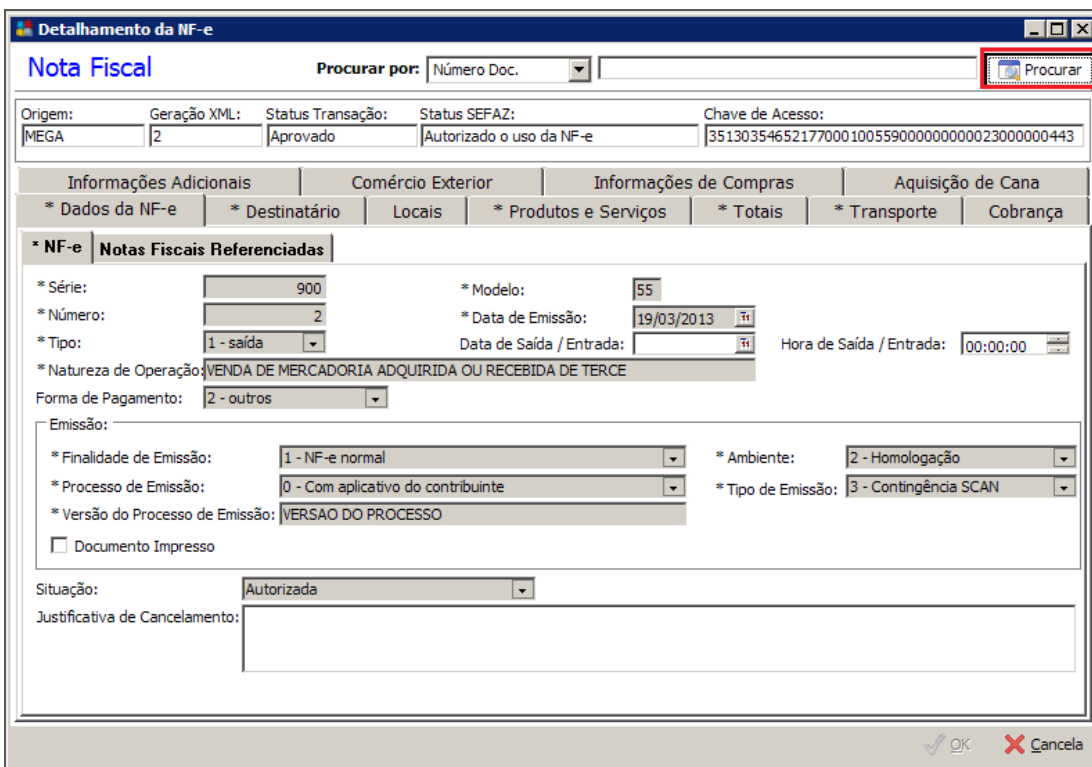 Detalhamento da NF-e
Nota Fiscal Procurar por: Número Doc. Procurar
Origem: Geração XML: Status Transação: Status SEFAZ: Chave de Acesso:
MEGA 2 Aprovado Autorizado o uso da NF-e 35130354652177000100559000000000023000000443
Informações Adicionais Comércio Exterior Informações de Compras Aquisição de Cana
* Dados da NF-e * Destinatário Locais * Produtos e Serviços * Totais * Transporte Cobrança
* NF-e Notas Fiscais Referenciadas
* Série: 900 * Modelo: 55
* Número: 2 * Data de Emissão: 19/03/2013
* Tipo: 1 - saída Data de Saída / Entrada: Hora de Saída / Entrada: 00:00:00
* Natureza de Operação: VENDA DE MERCADORIA ADQUIRIDA OU RECEBIDA DE TERCE
Forma de Pagamento: 2 - outros
Emissão:
* Finalidade de Emissão: 1 - NF-e normal * Ambiente: 2 - Homologação
* Processo de Emissão: 0 - Com aplicativo do contribuinte * Tipo de Emissão: 3 - Contingência SCAN
* Versão do Processo de Emissão: VERSAO DO PROCESSO
Documento Impresso
Situação: Autorizada
Justificativa de Cancelamento:
OK Cancela